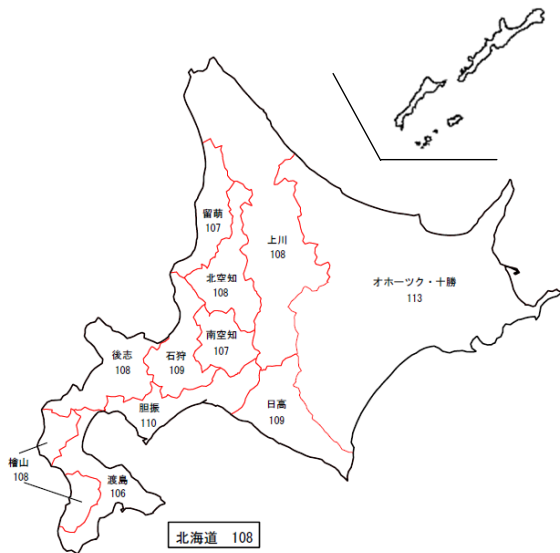 留萌
107
上川
108
オホーツク・十勝
113
北空知
108
南空知
107
後志
108
石狩
109
胆振
110
日高
109
檜山
108
渡島
106
北海道 108